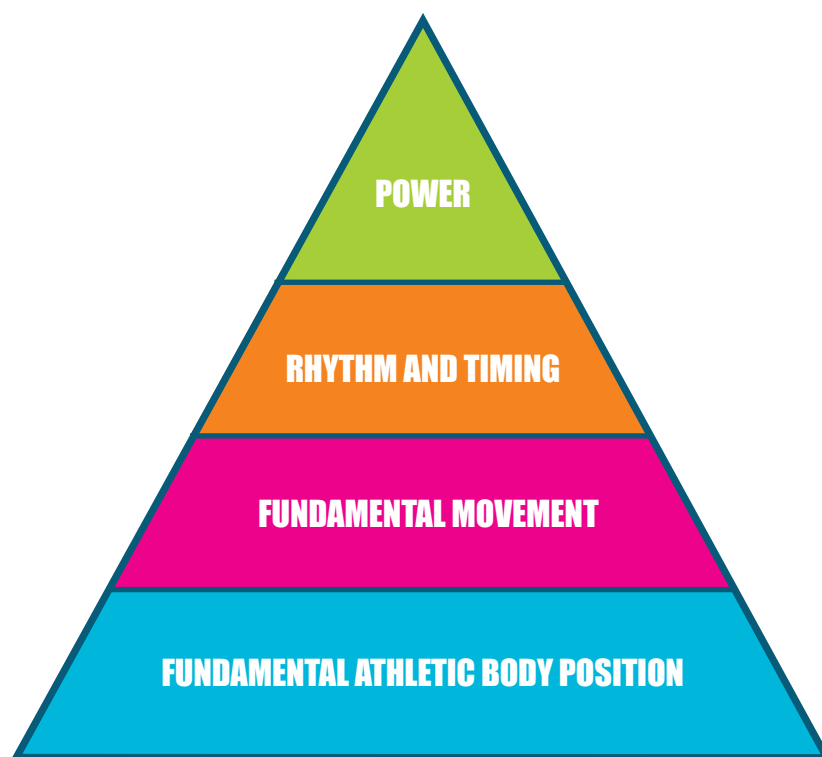 POWER
RHYTHM AND TIMING
FUNDAMENTAL MOVEMENT
FUNDAMENTAL ATHLETIC BODY POSITION